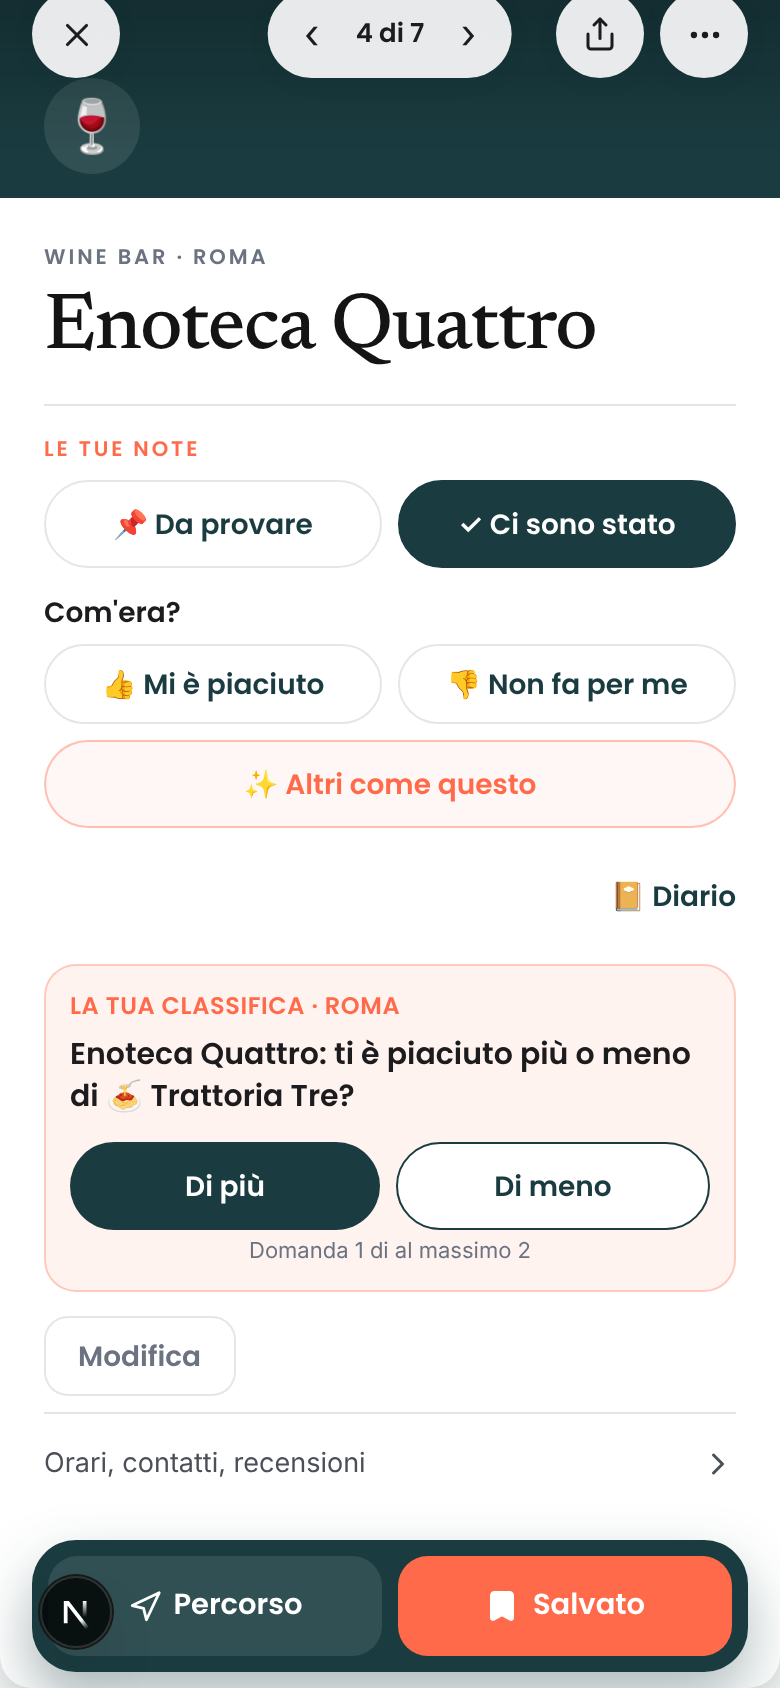 4 di 7
WINE BAR · ROMA
Enoteca Quattro
LE TUE NOTE
📌 Da provare
✓ Ci sono stato
Com'era?
👍 Mi è piaciuto
👎 Non fa per me
✨ Altri come questo
📔 Diario
LA TUA CLASSIFICA · ROMA
Enoteca Quattro: ti è piaciuto più o meno
di 🍝 Trattoria Tre?
Di più
Di meno
Domanda 1 di al massimo 2
Modifica
Orari, contatti, recensioni
N
Percorso
Salvato